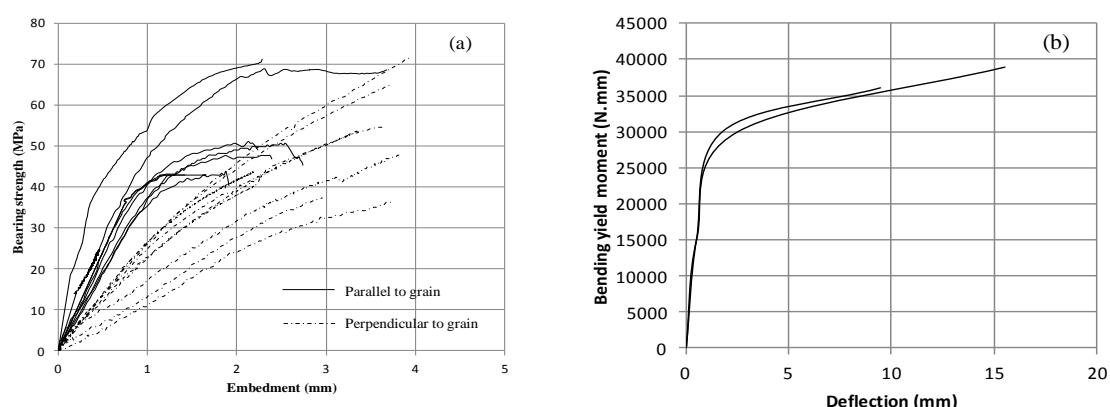 (a)
Bearing strength (MPa)
80
70
60
50
40
30
20
10
0
0 1 2 3 4 5
Embedment (mm)
Parallel to grain
Perpendicular to grain
(b)
Bending yield moment (N.mm)
45000
40000
35000
30000
25000
20000
15000
10000
5000
0
0 5 10 15 20
Deflection (mm)